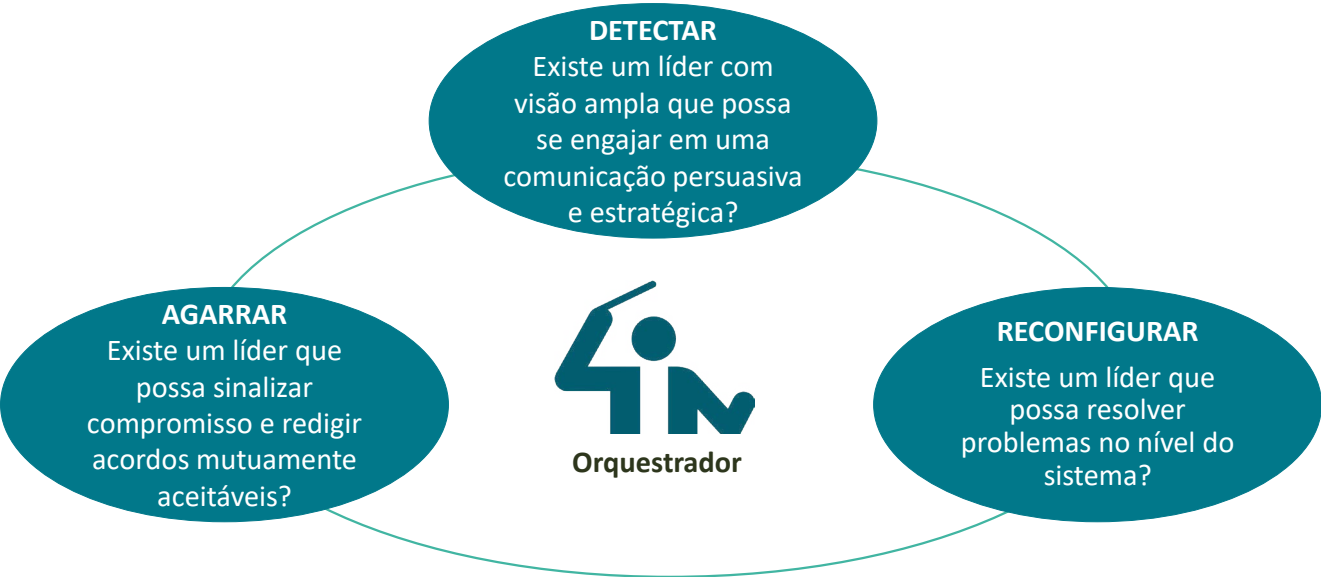 DETECTAR
Existe um líder com
visão ampla que possa
se engajar em uma
comunicação persuasiva
e estratégica?
AGARRAR
Existe um líder que
possa sinalizar
compromisso e redigir
acordos mutuamente
aceitáveis?
RECONFIGURAR
Existe um líder que
possa resolver
problemas no nível do
sistema?
Orquestrador